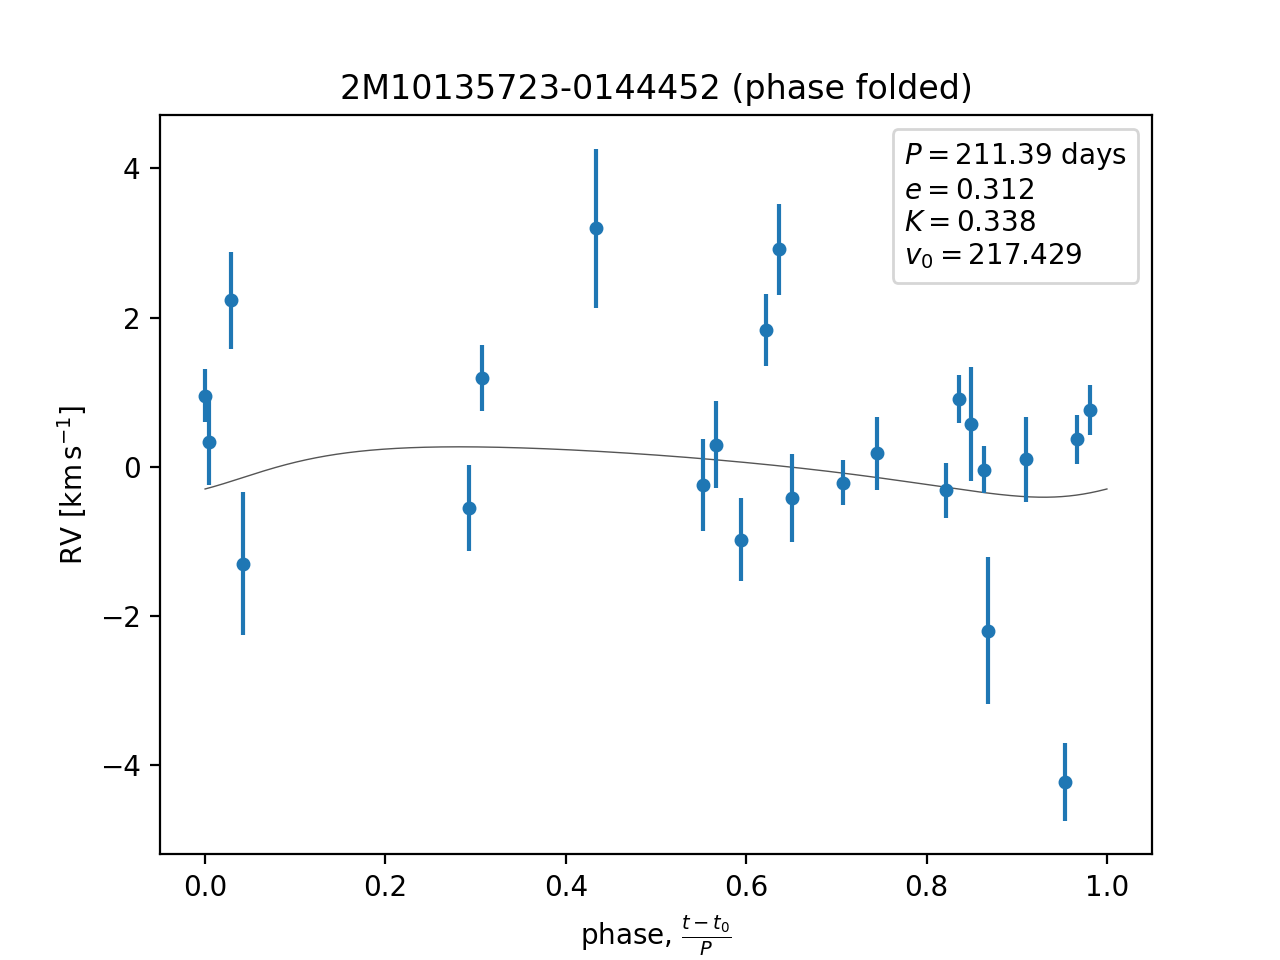 2M10135723-0144452 (phase folded)
P = 211.39 days
e = 0.312
K = 0.338
v₀ = 217.429
RV [km s⁻¹]
4
2
0
−2
−4
0.0 0.2 0.4 0.6 0.8 1.0
phase, (t − t₀)/P